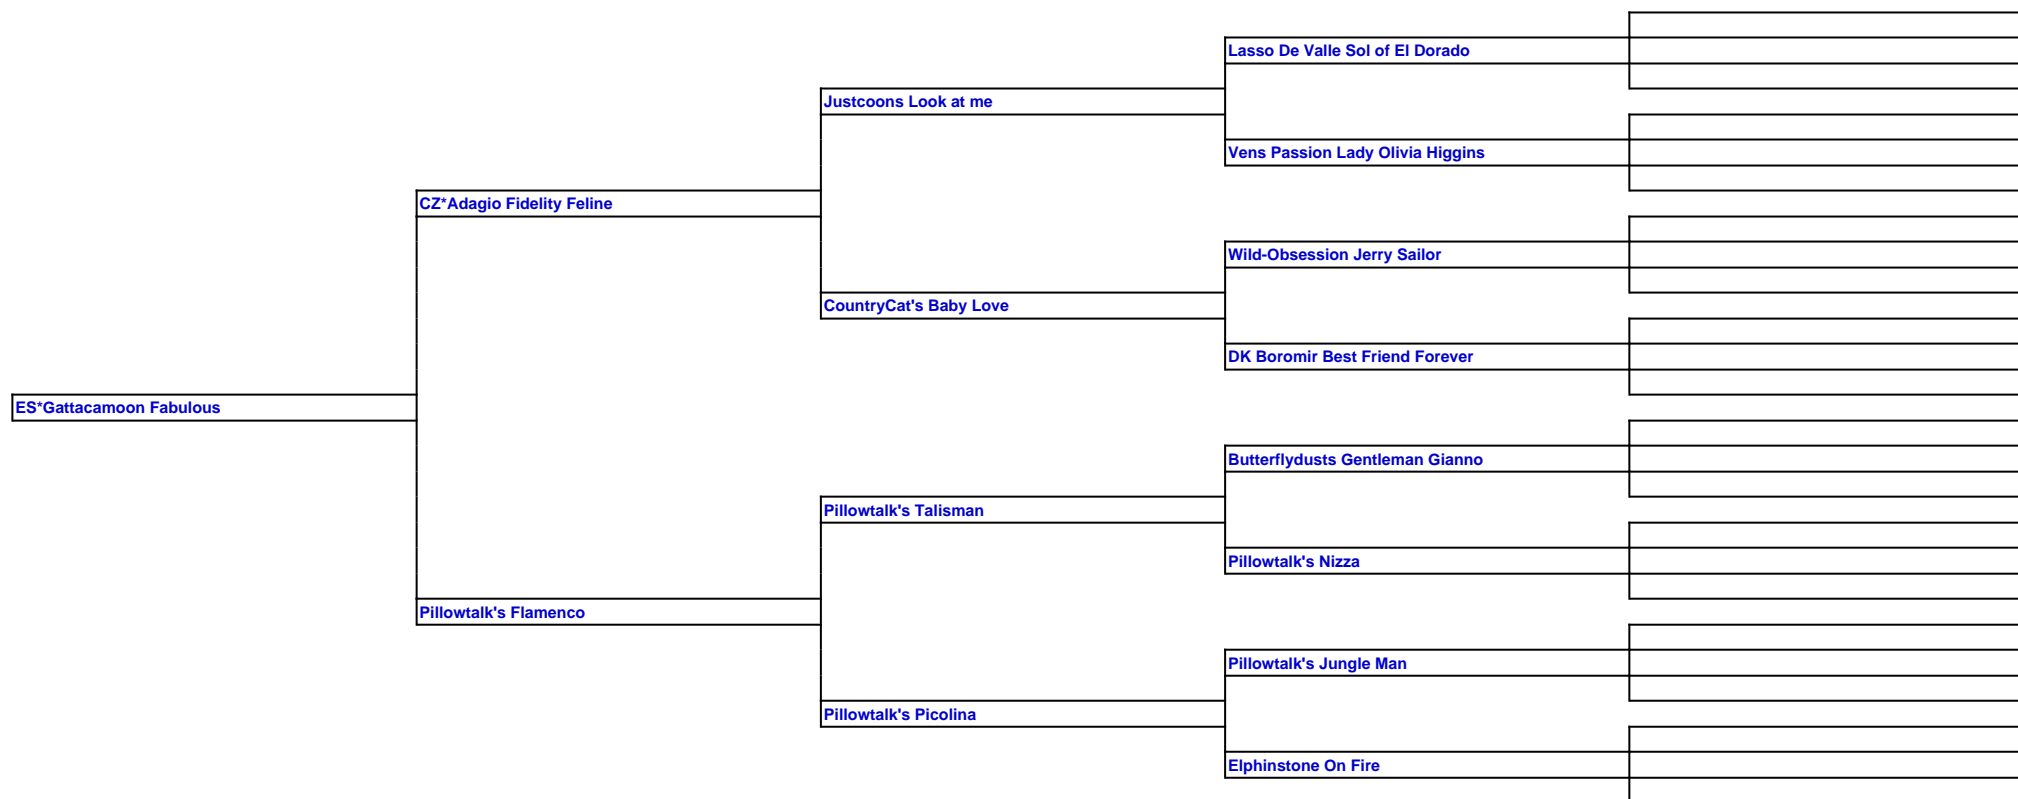 Lasso De Valle Sol of El Dorado
Justcoons Look at me
Vens Passion Lady Olivia Higgins
CZ*Adagio Fidelity Feline
Wild-Obsession Jerry Sailor
CountryCat's Baby Love
DK Boromir Best Friend Forever
ES*Gattacamoon Fabulous
Butterflydusts Gentleman Gianno
Pillowtalk's Talisman
Pillowtalk's Nizza
Pillowtalk's Flamenco
Pillowtalk's Jungle Man
Pillowtalk's Picolina
Elphinstone On Fire